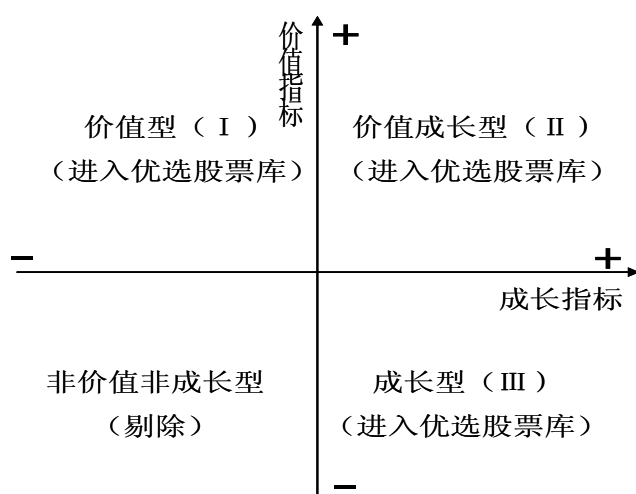 价值指标
+
价值型（Ⅰ）
（进入优选股票库）
价值成长型（Ⅱ）
（进入优选股票库）
−
+
成长指标
非价值非成长型
（剔除）
成长型（Ⅲ）
（进入优选股票库）
−